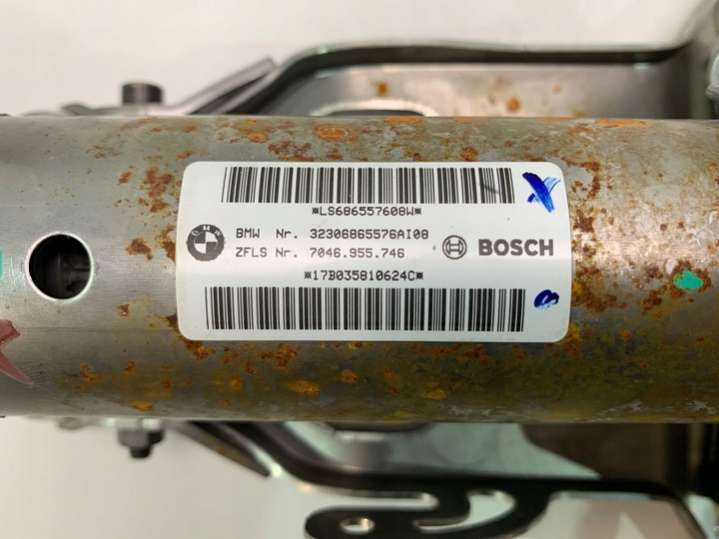 *LS686557608W*
BMW Nr. 32306865576AI08
ZFLS Nr. 7046.955.746
BOSCH
*17B035810624C*